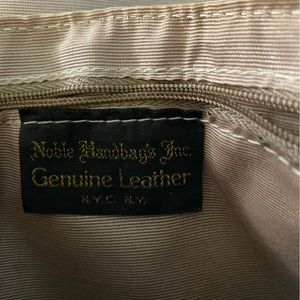 Noble Handbags Inc.
Genuine Leather
N.Y.C. N.Y.